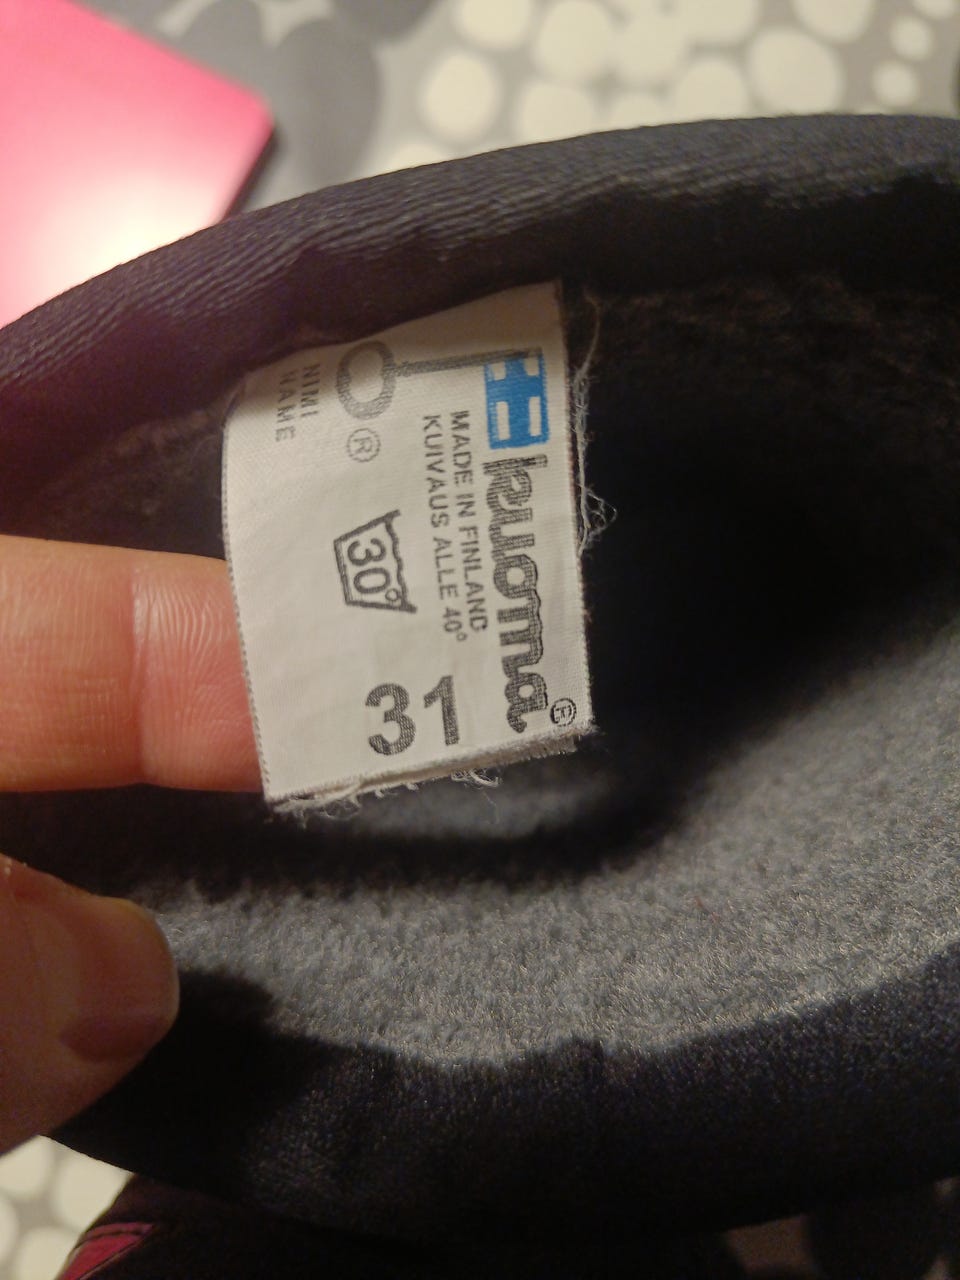 kuoma®
MADE IN FINLAND
KUIVAUS ALLE 40°
®
30°
NIMI
NAME
31